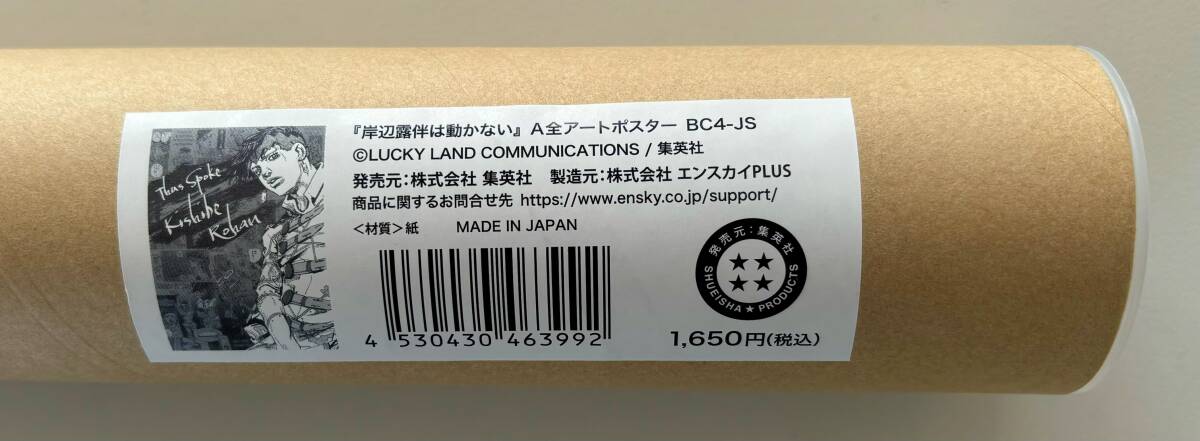 『岸辺露伴は動かない』 A全アートポスター BC4-JS
©LUCKY LAND COMMUNICATIONS / 集英社
発売元：株式会社 集英社　製造元：株式会社 エンスカイPLUS
商品に関するお問合せ先 https://www.ensky.co.jp/support/
＜材質＞紙　MADE IN JAPAN
Thus Spoke
Kishibe
Rohan
発売元：集英社
SHUEISHA★PRODUCTS
4 530430 463992
1,650円(税込)